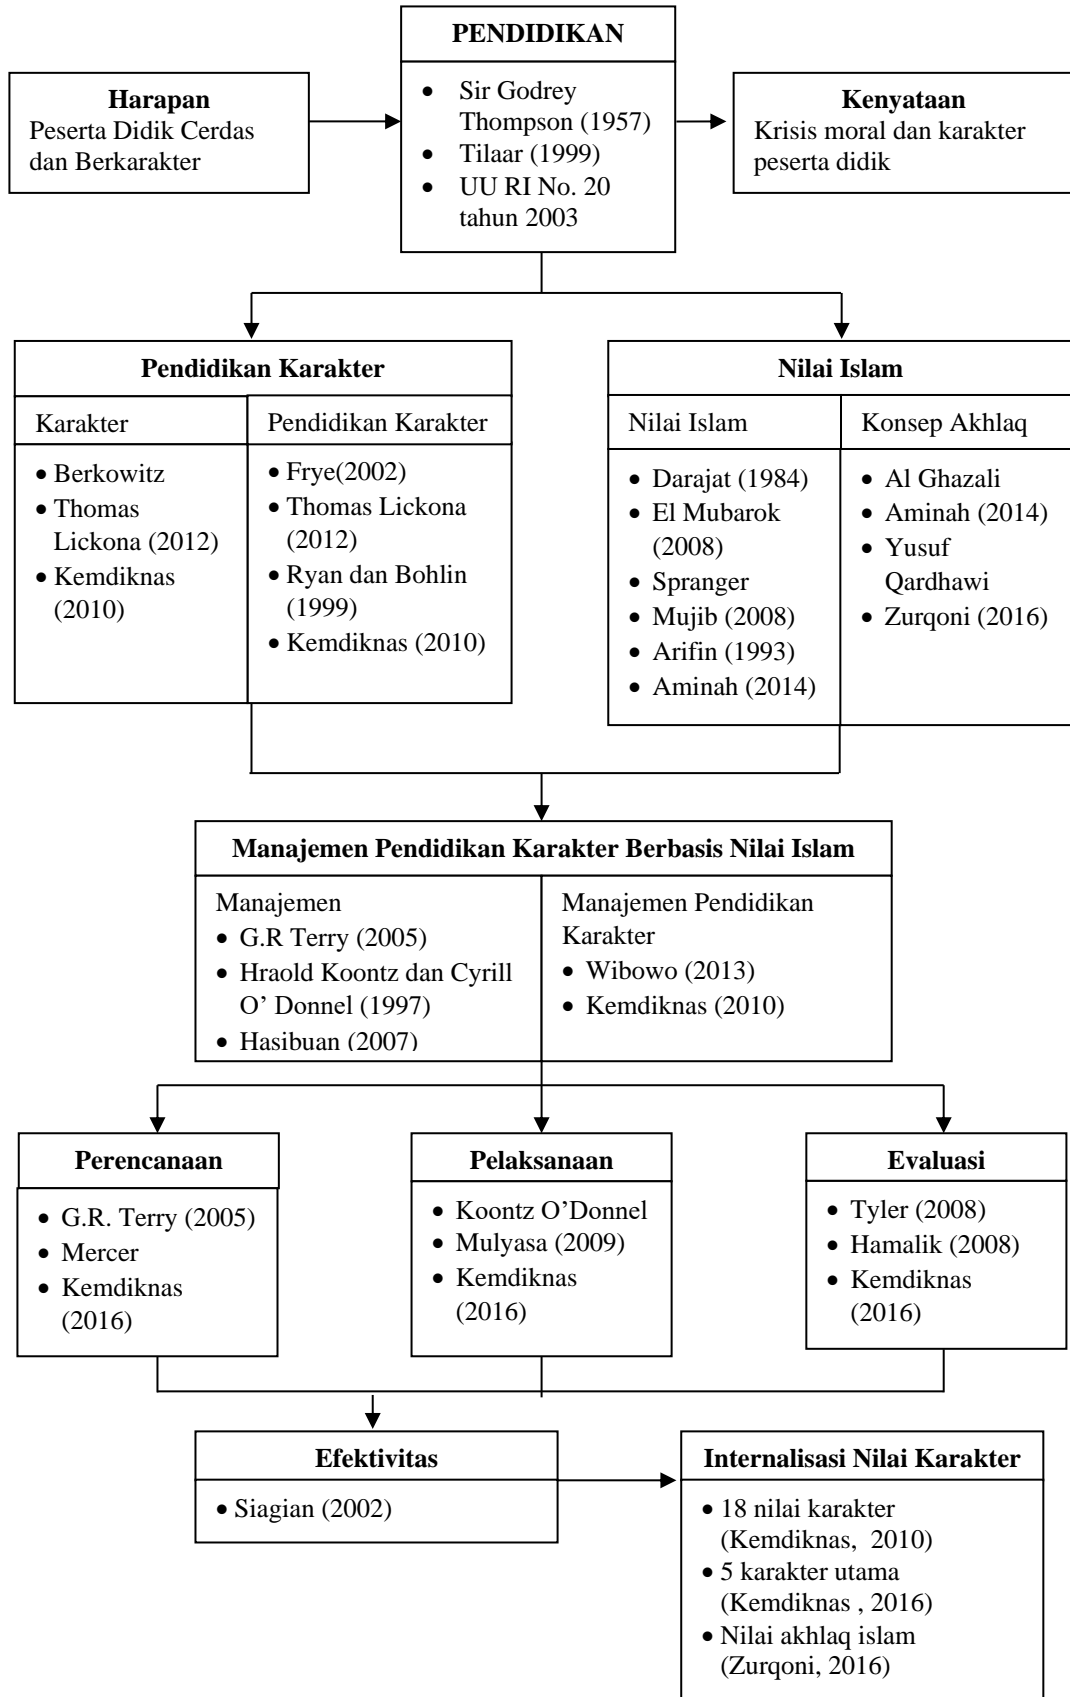 PENDIDIKAN
• Sir Godrey
Thompson (1957)
• Tilaar (1999)
• UU RI No. 20
tahun 2003
Harapan
Peserta Didik Cerdas
dan Berkarakter
Kenyataan
Krisis moral dan karakter
peserta didik
Pendidikan Karakter
Karakter
• Berkowitz
• Thomas
Lickona (2012)
• Kemdiknas
(2010)
Pendidikan Karakter
• Frye(2002)
• Thomas Lickona
(2012)
• Ryan dan Bohlin
(1999)
• Kemdiknas (2010)
Nilai Islam
Nilai Islam
• Darajat (1984)
• El Mubarok
(2008)
• Spranger
• Mujib (2008)
• Arifin (1993)
• Aminah (2014)
Konsep Akhlaq
• Al Ghazali
• Aminah (2014)
• Yusuf
Qardhawi
• Zurqoni (2016)
Manajemen Pendidikan Karakter Berbasis Nilai Islam
Manajemen
• G.R Terry (2005)
• Hraold Koontz dan Cyrill
O’ Donnel (1997)
• Hasibuan (2007)
Manajemen Pendidikan
Karakter
• Wibowo (2013)
• Kemdiknas (2010)
Perencanaan
• G.R. Terry (2005)
• Mercer
• Kemdiknas
(2016)
Pelaksanaan
• Koontz O’Donnel
• Mulyasa (2009)
• Kemdiknas
(2016)
Evaluasi
• Tyler (2008)
• Hamalik (2008)
• Kemdiknas
(2016)
Efektivitas
• Siagian (2002)
Internalisasi Nilai Karakter
• 18 nilai karakter
(Kemdiknas, 2010)
• 5 karakter utama
(Kemdiknas , 2016)
• Nilai akhlaq islam
(Zurqoni, 2016)